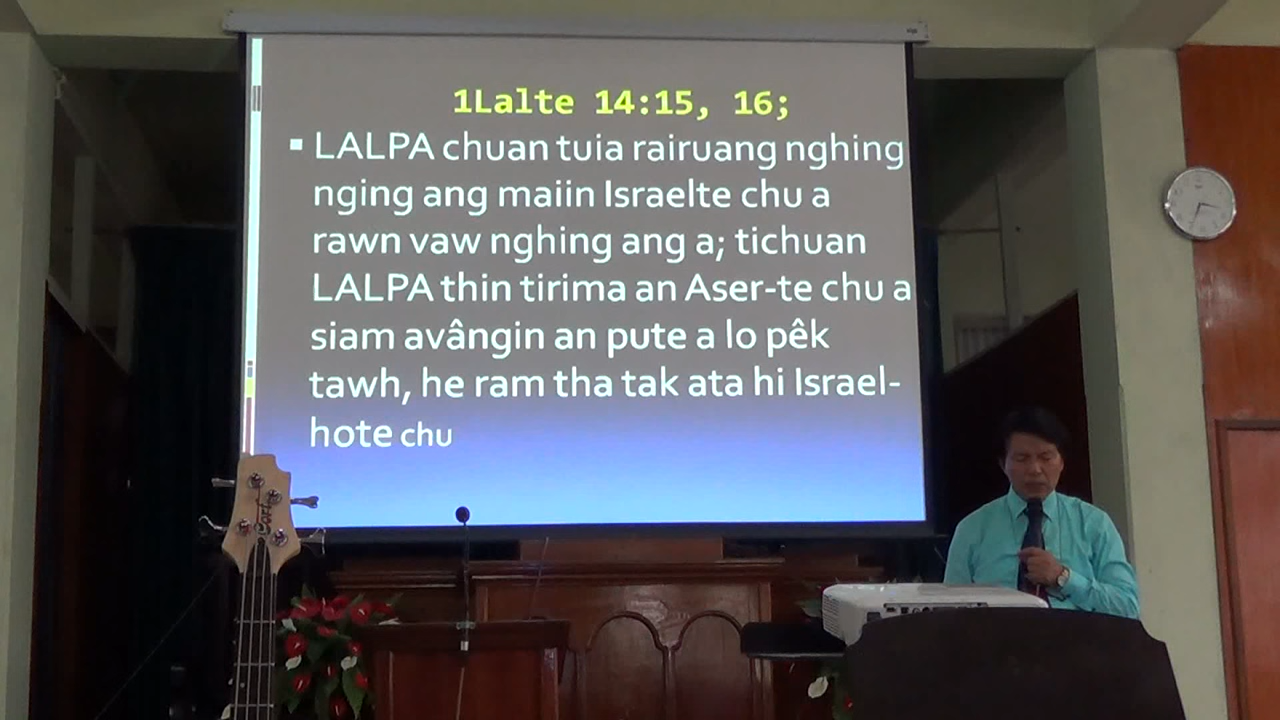 1Lalte 14:15, 16;
LALPA chuan tuia rairuang nghing
nging ang maiin Israelte chu a
rawn vaw nghing ang a; tichuan
LALPA thin tirima an Aser-te chu a
siam avângin an pute a lo pêk
tawh, he ram tha tak ata hi Israel-
hote chu
Cort